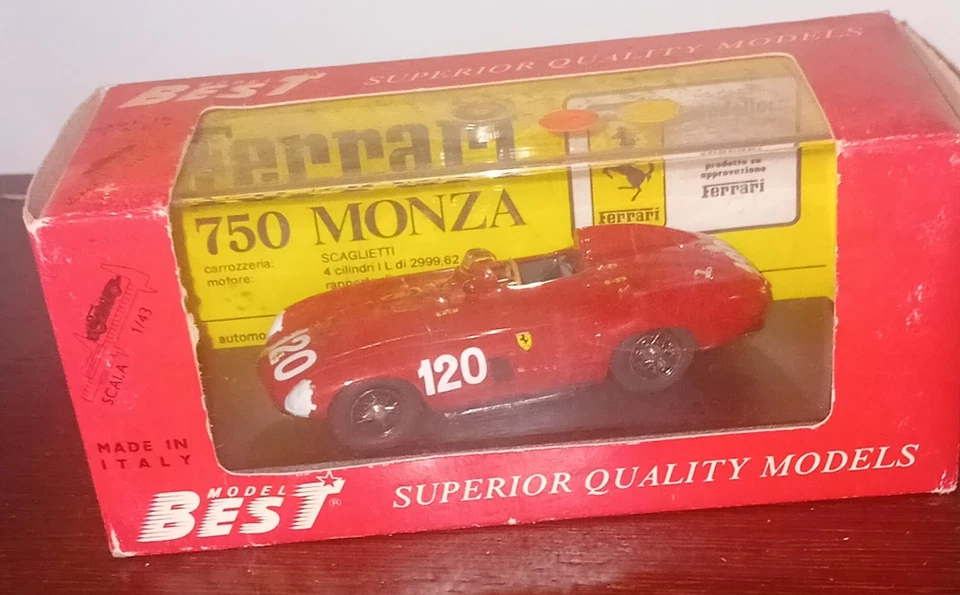 MODEL
BEST
SUPERIOR QUALITY MODELS
Ferrari
prodotto su
approvazione
Ferrari
Ferrari
750 MONZA
carrozzeria: SCAGLIETTI
motore: 4 cilindri I L di 2999,62
automo
120
120
SCALA 1/43
MADE IN
ITALY
MODEL
BEST®
SUPERIOR QUALITY MODELS